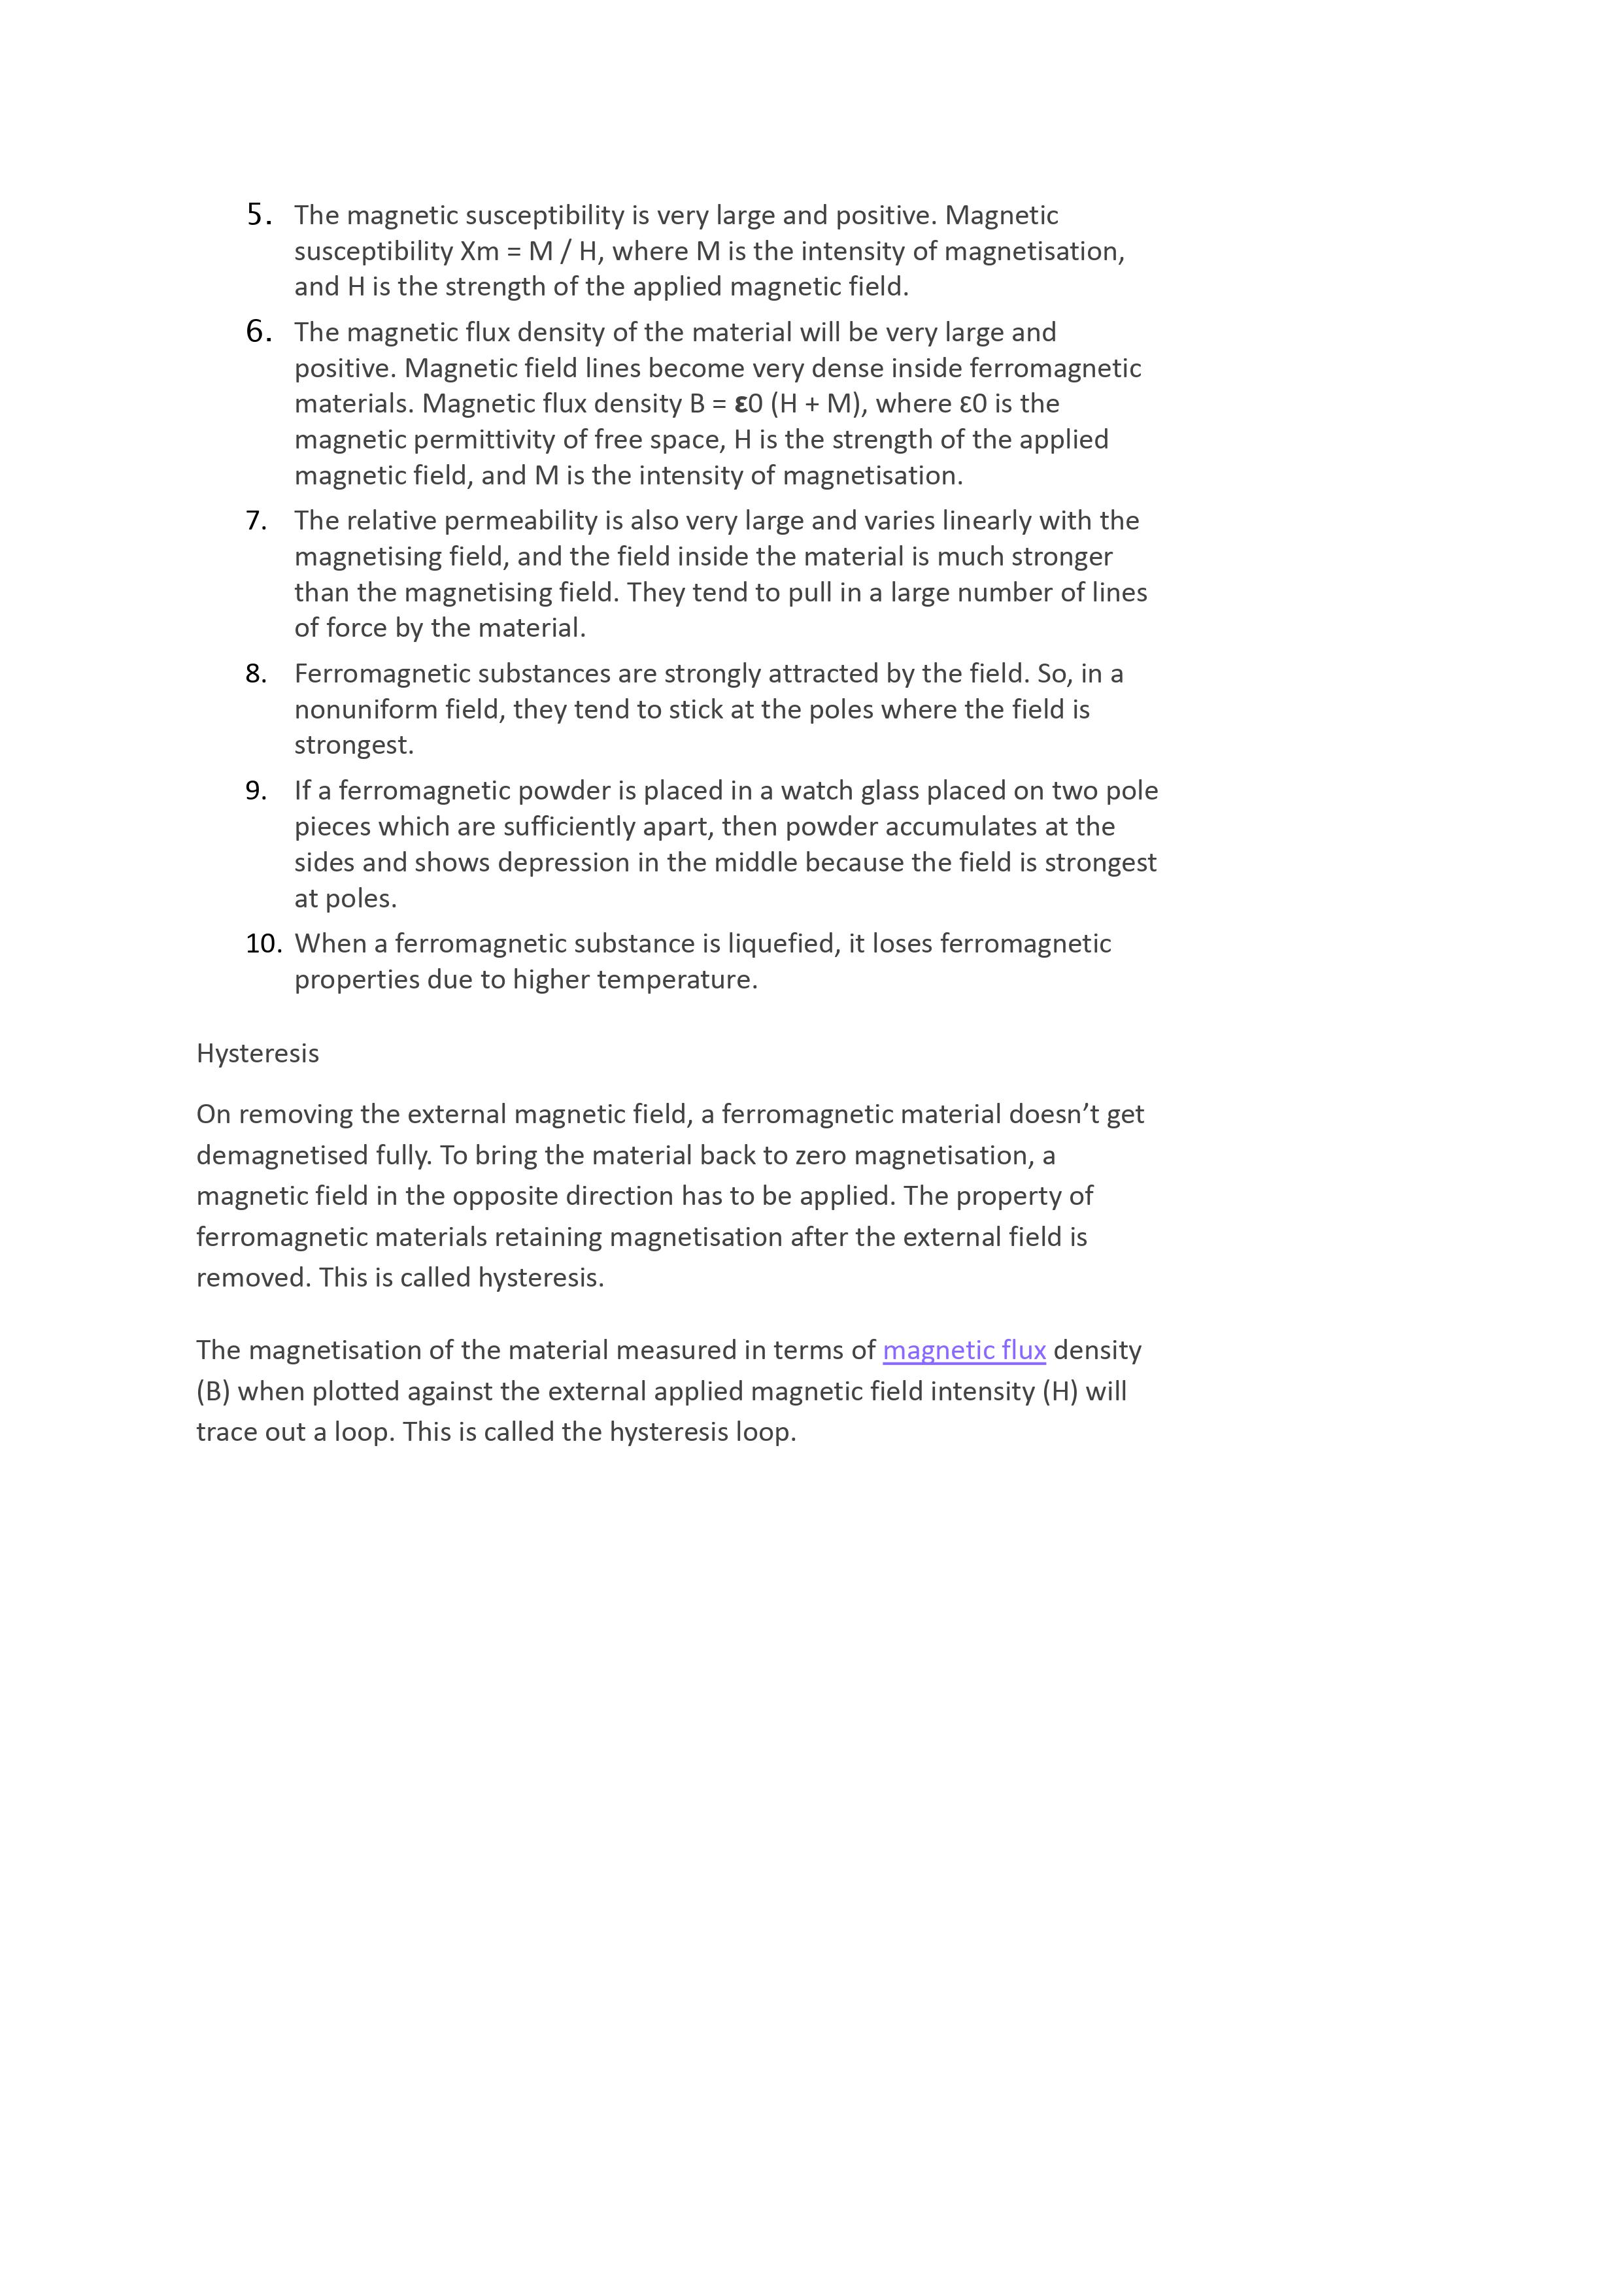 5. The magnetic susceptibility is very large and positive. Magnetic
susceptibility Xm = M / H, where M is the intensity of magnetisation,
and H is the strength of the applied magnetic field.
6. The magnetic flux density of the material will be very large and
positive. Magnetic field lines become very dense inside ferromagnetic
materials. Magnetic flux density B = ε0 (H + M), where ε0 is the
magnetic permittivity of free space, H is the strength of the applied
magnetic field, and M is the intensity of magnetisation.
7. The relative permeability is also very large and varies linearly with the
magnetising field, and the field inside the material is much stronger
than the magnetising field. They tend to pull in a large number of lines
of force by the material.
8. Ferromagnetic substances are strongly attracted by the field. So, in a
nonuniform field, they tend to stick at the poles where the field is
strongest.
9. If a ferromagnetic powder is placed in a watch glass placed on two pole
pieces which are sufficiently apart, then powder accumulates at the
sides and shows depression in the middle because the field is strongest
at poles.
10. When a ferromagnetic substance is liquefied, it loses ferromagnetic
properties due to higher temperature.
Hysteresis
On removing the external magnetic field, a ferromagnetic material doesn’t get
demagnetised fully. To bring the material back to zero magnetisation, a
magnetic field in the opposite direction has to be applied. The property of
ferromagnetic materials retaining magnetisation after the external field is
removed. This is called hysteresis.
The magnetisation of the material measured in terms of magnetic flux density
(B) when plotted against the external applied magnetic field intensity (H) will
trace out a loop. This is called the hysteresis loop.